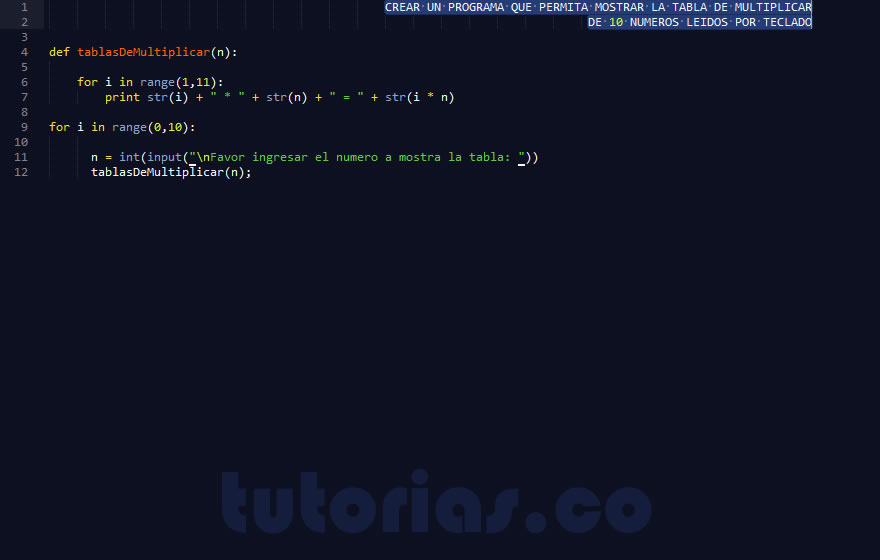 1 CREAR UN PROGRAMA QUE PERMITA MOSTRAR LA TABLA DE MULTIPLICAR
2 DE 10 NUMEROS LEIDOS POR TECLADO
3
4 def tablasDeMultiplicar(n):
5
6 for i in range(1,11):
7 print str(i) + " * " + str(n) + " = " + str(i * n)
8
9 for i in range(0,10):
10
11 n = int(input("\nFavor ingresar el numero a mostra la tabla: "))
12 tablasDeMultiplicar(n);
tutorias.co